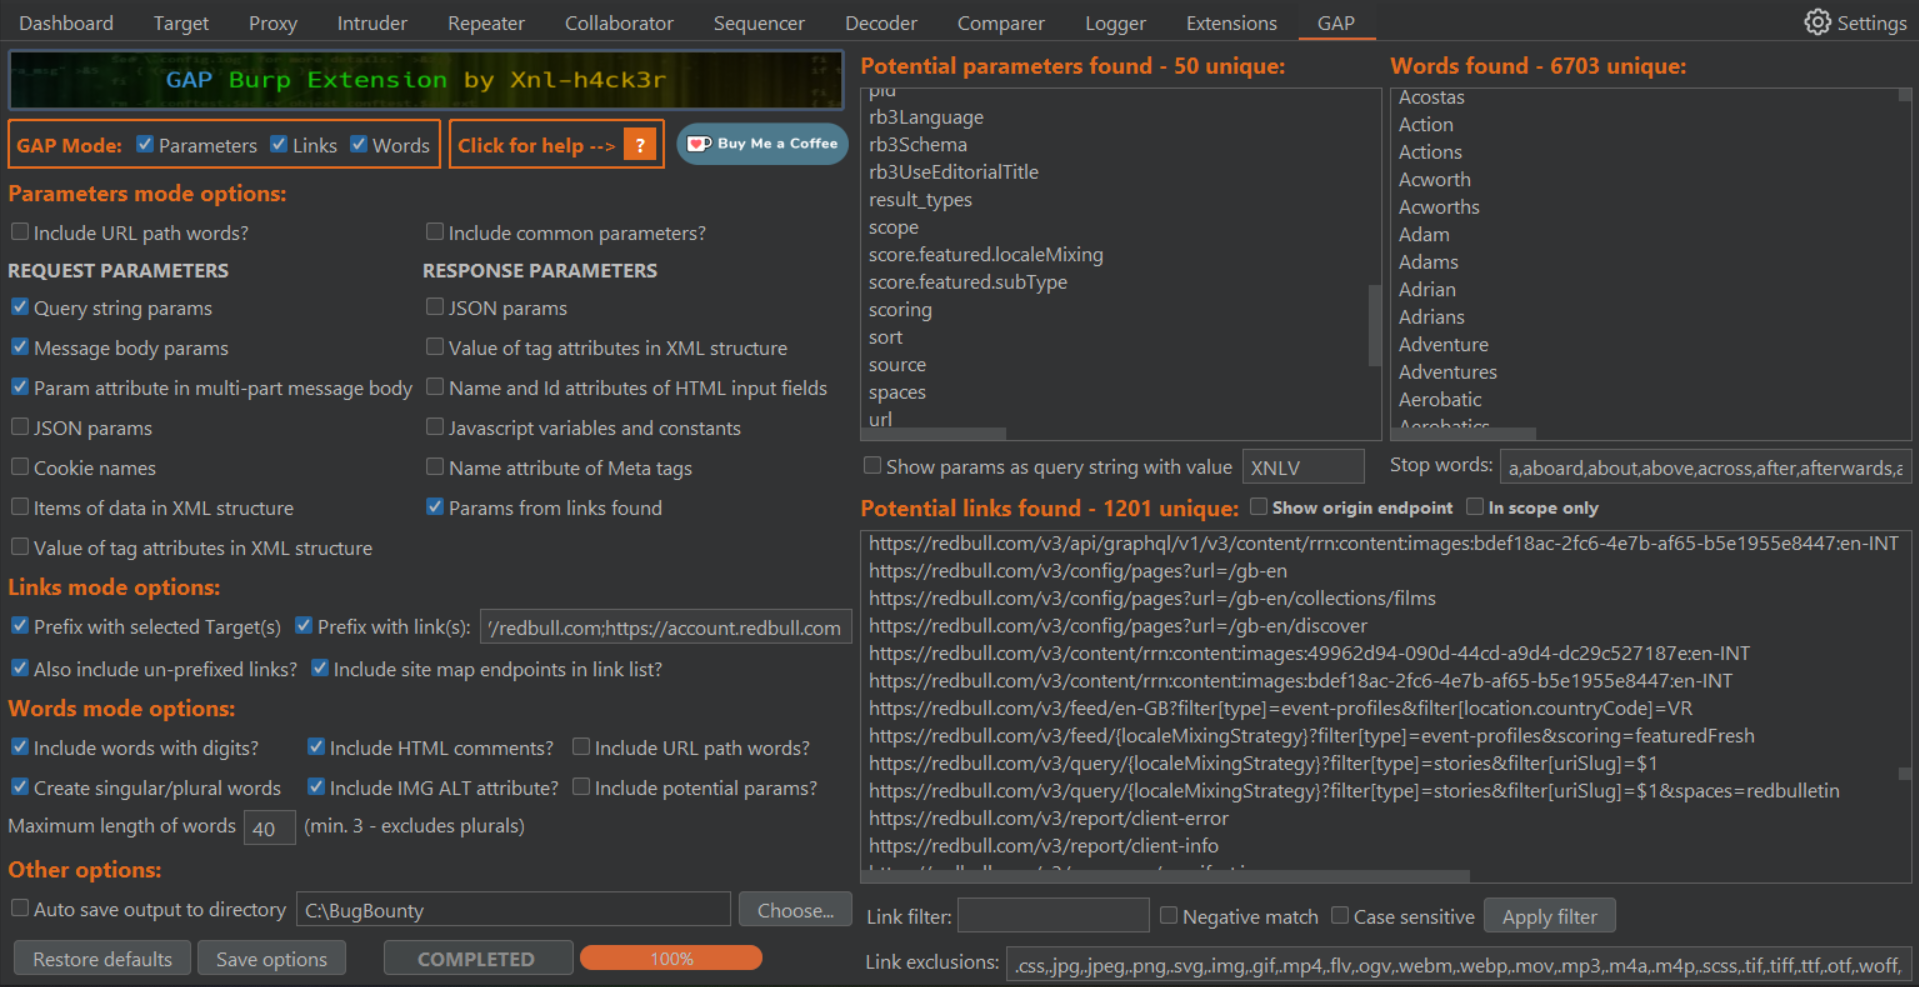 Dashboard Target Proxy Intruder Repeater Collaborator Sequencer Decoder Comparer Logger Extensions GAP Settings
GAP Burp Extension by Xnl-h4ck3r
GAP Mode: Parameters Links Words Click for help --> ? Buy Me a Coffee
Parameters mode options:
Include URL path words? Include common parameters?
REQUEST PARAMETERS RESPONSE PARAMETERS
Query string params JSON params
Message body params Value of tag attributes in XML structure
Param attribute in multi-part message body Name and Id attributes of HTML input fields
JSON params Javascript variables and constants
Cookie names Name attribute of Meta tags
Items of data in XML structure Params from links found
Value of tag attributes in XML structure
Links mode options:
Prefix with selected Target(s) Prefix with link(s): '/redbull.com;https://account.redbull.com
Also include un-prefixed links? Include site map endpoints in link list?
Words mode options:
Include words with digits? Include HTML comments? Include URL path words?
Create singular/plural words Include IMG ALT attribute? Include potential params?
Maximum length of words 40 (min. 3 - excludes plurals)
Other options:
Auto save output to directory C:\BugBounty Choose...
Restore defaults Save options COMPLETED 100%
Potential parameters found - 50 unique:
pid
rb3Language
rb3Schema
rb3UseEditorialTitle
result_types
scope
score.featured.localeMixing
score.featured.subType
scoring
sort
source
spaces
url
Show params as query string with value XNLV
Words found - 6703 unique:
Acostas
Action
Actions
Acworth
Acworths
Adam
Adams
Adrian
Adrians
Adventure
Adventures
Aerobatic
Aerobatics
Stop words: a,aboard,about,above,across,after,afterwards,a
Potential links found - 1201 unique: Show origin endpoint In scope only
https://redbull.com/v3/api/graphql/v1/v3/content/rrn:content:images:bdef18ac-2fc6-4e7b-af65-b5e1955e8447:en-INT
https://redbull.com/v3/config/pages?url=/gb-en
https://redbull.com/v3/config/pages?url=/gb-en/collections/films
https://redbull.com/v3/config/pages?url=/gb-en/discover
https://redbull.com/v3/content/rrn:content:images:49962d94-090d-44cd-a9d4-dc29c527187e:en-INT
https://redbull.com/v3/content/rrn:content:images:bdef18ac-2fc6-4e7b-af65-b5e1955e8447:en-INT
https://redbull.com/v3/feed/en-GB?filter[type]=event-profiles&filter[location.countryCode]=VR
https://redbull.com/v3/feed/{localeMixingStrategy}?filter[type]=event-profiles&scoring=featuredFresh
https://redbull.com/v3/query/{localeMixingStrategy}?filter[type]=stories&filter[uriSlug]=$1
https://redbull.com/v3/query/{localeMixingStrategy}?filter[type]=stories&filter[uriSlug]=$1&spaces=redbulletin
https://redbull.com/v3/report/client-error
https://redbull.com/v3/report/client-info
Link filter: Negative match Case sensitive Apply filter
Link exclusions: .css,.jpg,.jpeg,.png,.svg,.img,.gif,.mp4,.flv,.ogv,.webm,.webp,.mov,.mp3,.m4a,.m4p,.scss,.tif,.tiff,.ttf,.otf,.woff,